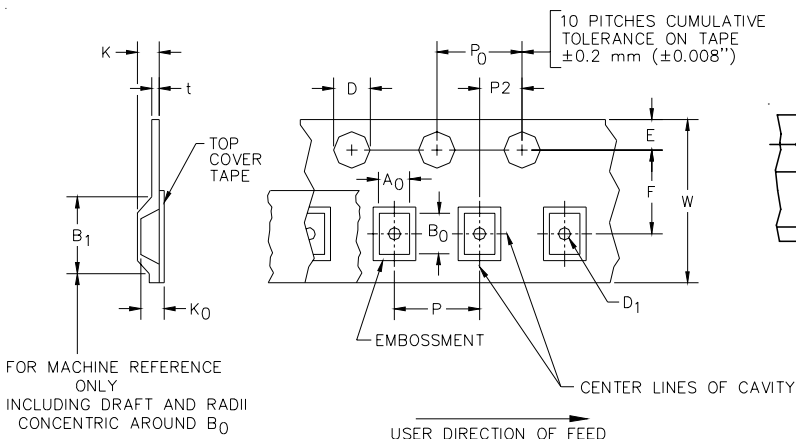 10 PITCHES CUMULATIVE
TOLERANCE ON TAPE
±0.2 mm (±0.008")
K
P0
P2
D
t
E
TOP
COVER
TAPE
A0
F
W
B1
B0
K0
P
D1
EMBOSSMENT
FOR MACHINE REFERENCE
ONLY
INCLUDING DRAFT AND RADII
CONCENTRIC AROUND B0
CENTER LINES OF CAVITY
USER DIRECTION OF FEED